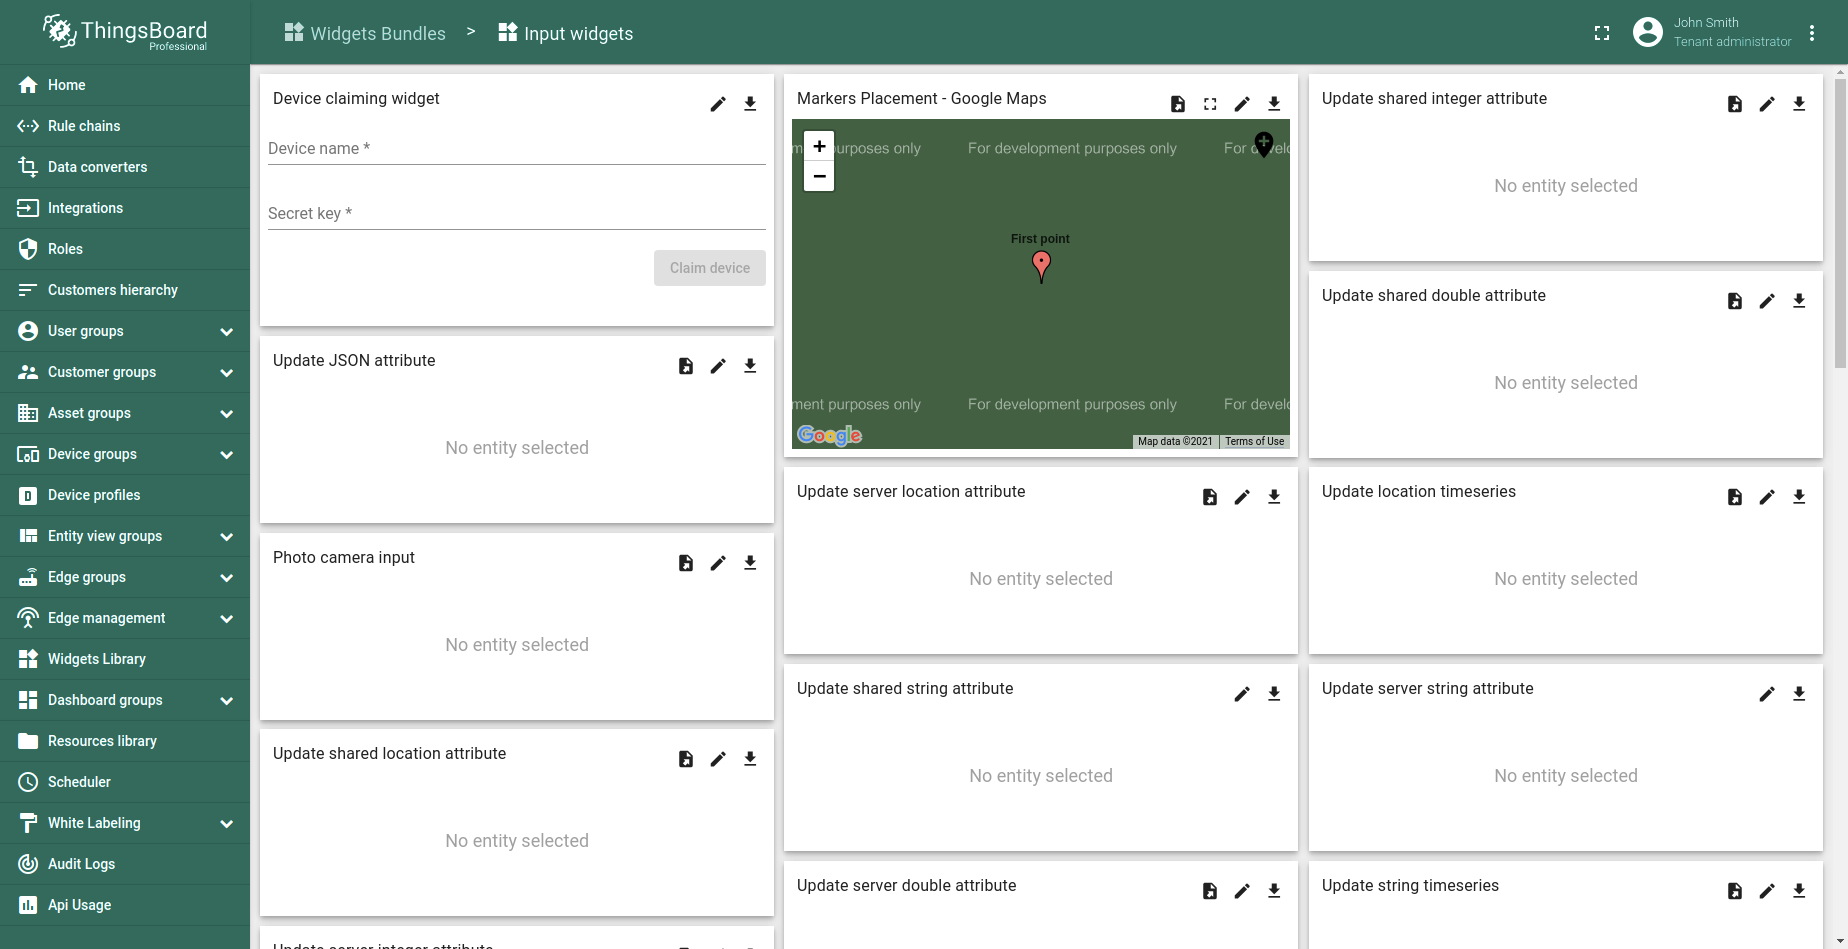 ThingsBoard
Professional
Home
Rule chains
Data converters
Integrations
Roles
Customers hierarchy
User groups
Customer groups
Asset groups
Device groups
Device profiles
Entity view groups
Edge groups
Edge management
Widgets Library
Dashboard groups
Resources library
Scheduler
White Labeling
Audit Logs
Api Usage
Widgets Bundles > Input widgets
John Smith
Tenant administrator
Device claiming widget
Device name *
Secret key *
Claim device
Update JSON attribute
No entity selected
Photo camera input
No entity selected
Update shared location attribute
No entity selected
Update server integer attribute
Markers Placement - Google Maps
+
−
purposes only For development purposes only For develo
First point
ment purposes only For development purposes only For develo
Google
Map data ©2021 Terms of Use
Update server location attribute
No entity selected
Update shared string attribute
No entity selected
Update server double attribute
Update shared integer attribute
No entity selected
Update shared double attribute
No entity selected
Update location timeseries
No entity selected
Update server string attribute
No entity selected
Update string timeseries